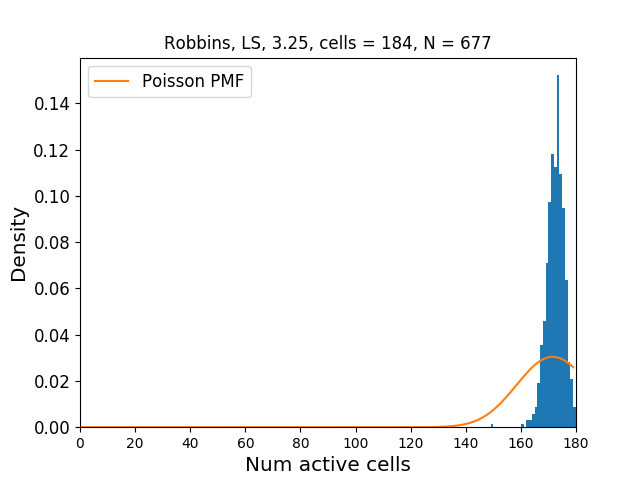 Robbins, LS, 3.25, cells = 184, N = 677
Poisson PMF
Density
0.14
0.12
0.10
0.08
0.06
0.04
0.02
0.00
0 20 40 60 80 100 120 140 160 180
Num active cells